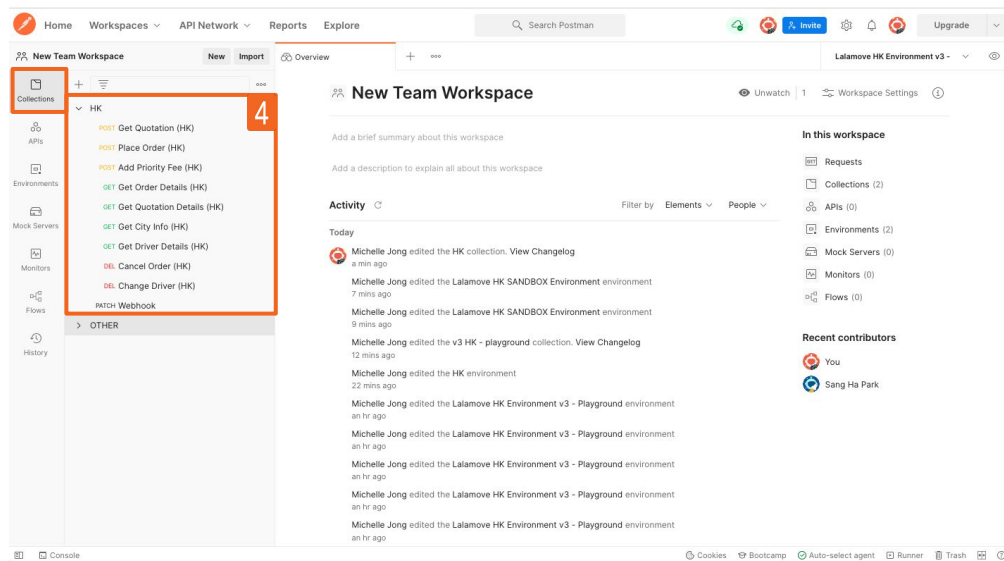 Home Workspaces API Network Reports Explore Search Postman Invite Upgrade
New Team Workspace New Import Overview Lalamove HK Environment v3 -
Collections
APIs
Environments
Mock Servers
Monitors
Flows
History
HK
4
POST Get Quotation (HK)
POST Place Order (HK)
POST Add Priority Fee (HK)
GET Get Order Details (HK)
GET Get Quotation Details (HK)
GET Get City Info (HK)
GET Get Driver Details (HK)
DEL Cancel Order (HK)
DEL Change Driver (HK)
PATCH Webhook
OTHER
New Team Workspace
Unwatch 1 Workspace Settings
Add a brief summary about this workspace
Add a description to explain all about this workspace
Activity Filter by Elements People
Today
Michelle Jong edited the HK collection. View Changelog
a min ago
Michelle Jong edited the Lalamove HK SANDBOX Environment environment
7 mins ago
Michelle Jong edited the Lalamove HK SANDBOX Environment environment
9 mins ago
Michelle Jong edited the v3 HK - playground collection. View Changelog
12 mins ago
Michelle Jong edited the HK environment
22 mins ago
Michelle Jong edited the Lalamove HK Environment v3 - Playground environment
an hr ago
Michelle Jong edited the Lalamove HK Environment v3 - Playground environment
an hr ago
Michelle Jong edited the Lalamove HK Environment v3 - Playground environment
an hr ago
Michelle Jong edited the Lalamove HK Environment v3 - Playground environment
an hr ago
Michelle Jong edited the Lalamove HK Environment v3 - Playground environment
an hr ago
In this workspace
Requests
Collections (2)
APIs (0)
Environments (2)
Mock Servers (0)
Monitors (0)
Flows (0)
Recent contributors
You
Sang Ha Park
Console Cookies Bootcamp Auto-select agent Runner Trash